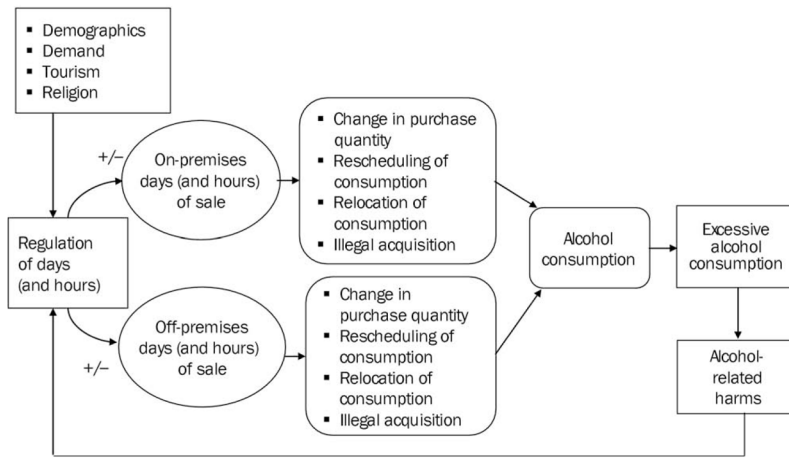 ▪ Demographics
▪ Demand
▪ Tourism
▪ Religion
+/–
On-premises
days (and hours)
of sale
▪ Change in purchase
quantity
▪ Rescheduling of
consumption
▪ Relocation of
consumption
▪ Illegal acquisition
Regulation
of days
(and hours)
+/–
Off-premises
days (and hours)
of sale
▪ Change in
purchase quantity
▪ Rescheduling of
consumption
▪ Relocation of
consumption
▪ Illegal acquisition
Alcohol
consumption
Excessive
alcohol
consumption
Alcohol-
related
harms